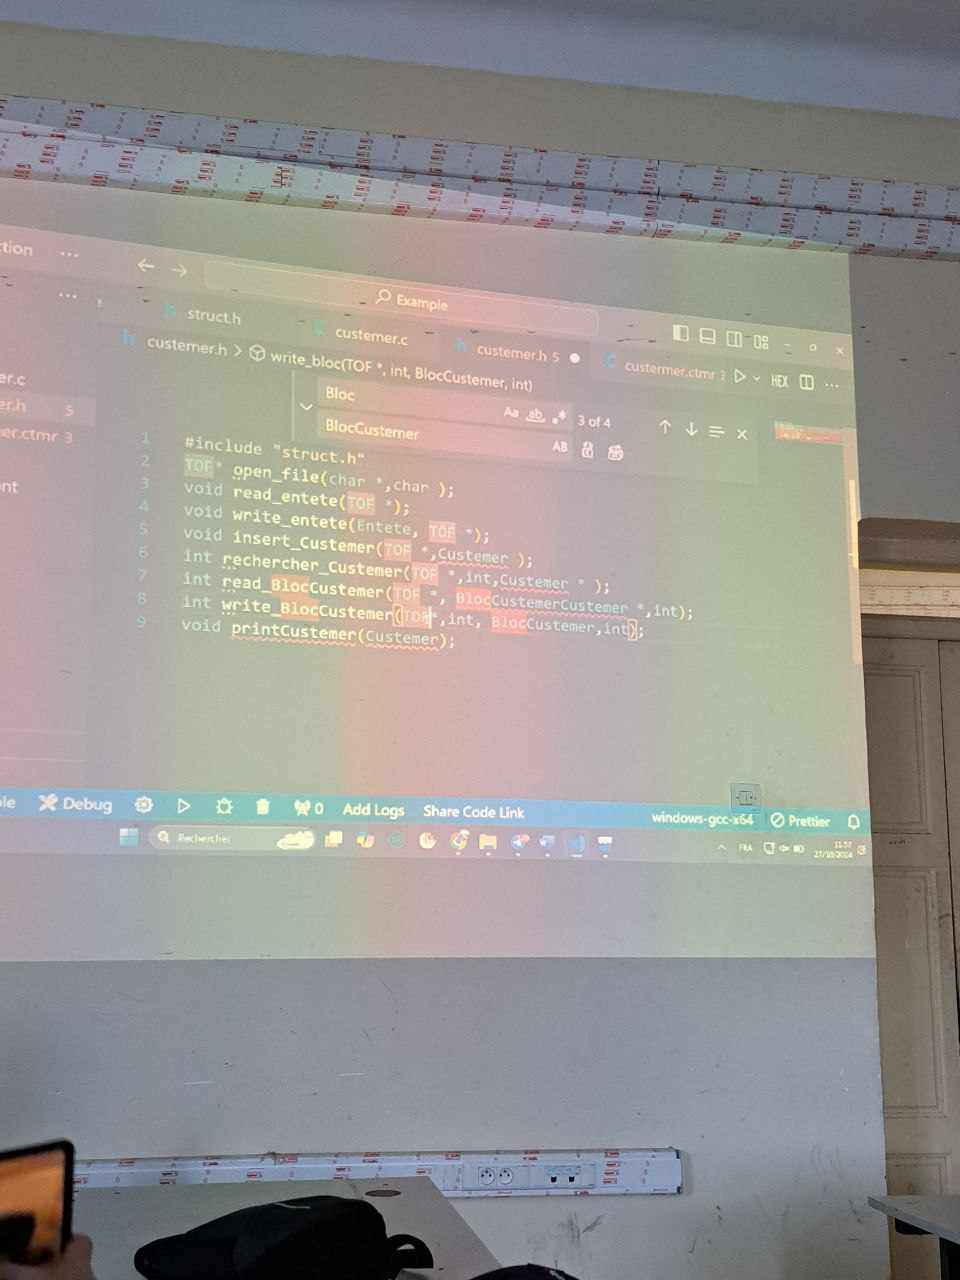 ction ... ← → Example
... struct.h custemer.c custemer.h 5 custermer.ctmr 3 HEX ...
custemer.h > write_bloc(TOF *, int, BlocCustemer, int)
Bloc Aa ab .* 3 of 4
BlocCustemer AB
er.c
er.h 5
er.ctmr 3
ent
1 #include "struct.h"
2 TOF* open_file(char *,char );
3 void read_entete(TOF *);
4 void write_entete(Entete, TOF *);
5 void insert_Custemer(TOF *,Custemer );
6 int rechercher_Custemer(TOF *,int,Custemer * );
7 int read_BlocCustemer(TOF *, BlocCustemerCustemer *,int);
8 int write_BlocCustemer(TOF*,int, BlocCustemer,int);
9 void printCustemer(Custemer);
Debug 0 Add Logs Share Code Link windows-gcc-x64 Prettier
Rechercher FRA 11:57
27/10/2024